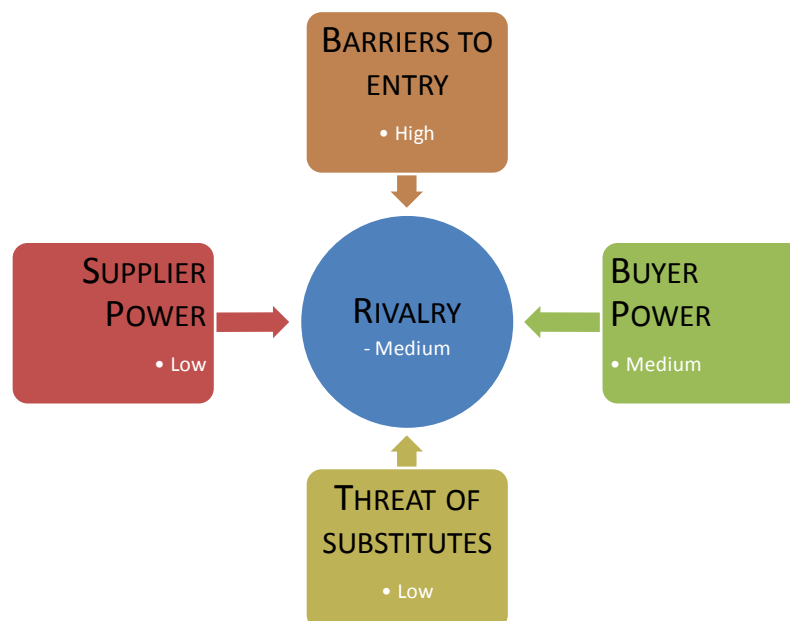 BARRIERS TO
ENTRY
• High
SUPPLIER
POWER
• Low
RIVALRY
- Medium
BUYER
POWER
• Medium
THREAT OF
SUBSTITUTES
• Low